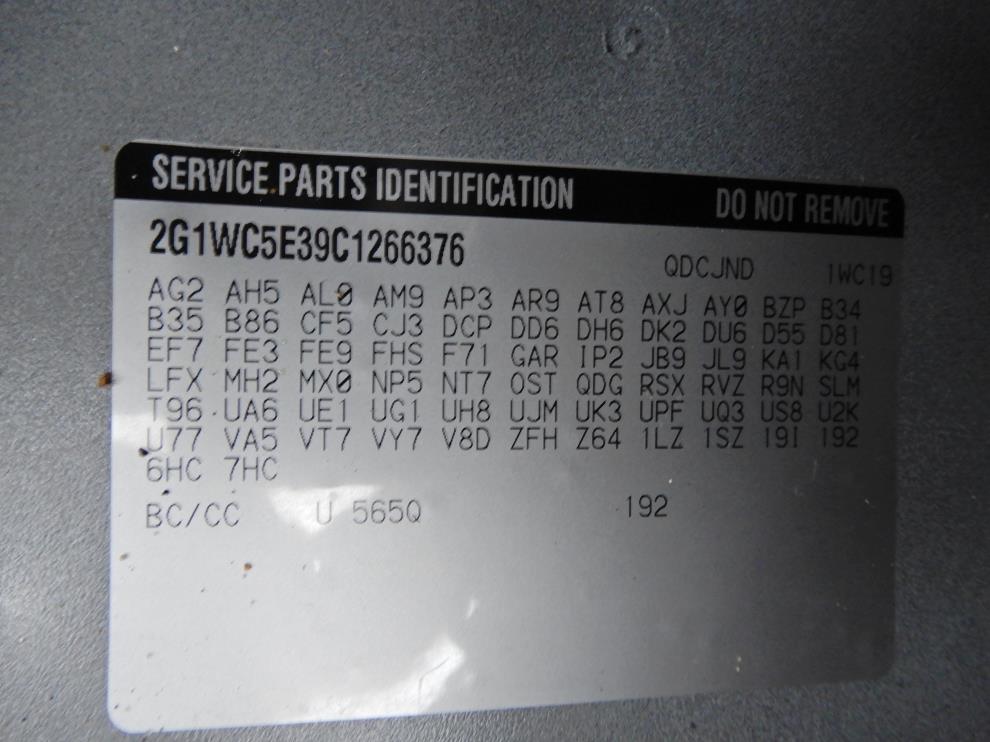 SERVICE PARTS IDENTIFICATION DO NOT REMOVE
2G1WC5E39C1266376 QDCJND 1WC19
AG2 AH5 AL0 AM9 AP3 AR9 AT8 AXJ AY0 BZP B34
B35 B86 CF5 CJ3 DCP DD6 DH6 DK2 DU6 D55 D81
EF7 FE3 FE9 FHS F71 GAR IP2 JB9 JL9 KA1 KG4
LFX MH2 MX0 NP5 NT7 OST QDG RSX RVZ R9N SLM
T96 UA6 UE1 UG1 UH8 UJM UK3 UPF UQ3 US8 U2K
U77 VA5 VT7 VY7 V8D ZFH Z64 1LZ 1SZ 19I 192
6HC 7HC
BC/CC U 565Q 192